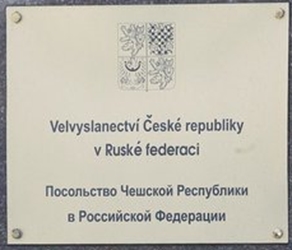 Velvyslanectví České republiky
v Ruské federaci
Посольство Чешской Республики
в Российской Федерации